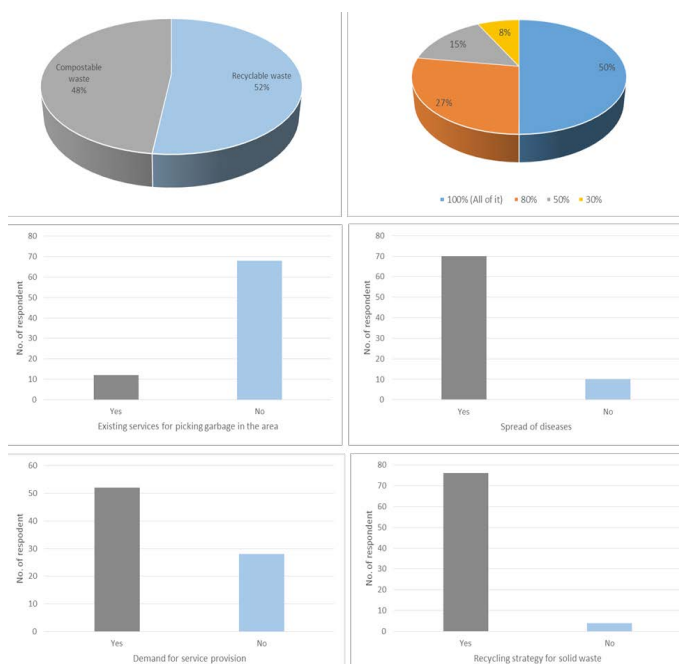 Compostable
waste
48%
Recyclable waste
52%
8%
15%
50%
27%
100% (All of it) 80% 50% 30%
80
70
60
50
40
30
20
10
0
No. of respondent
Yes No
Existing services for picking garbage in the area
80
70
60
50
40
30
20
10
0
No. of respondent
Yes No
Spread of diseases
60
50
40
30
20
10
0
No. of respodent
Yes No
Demand for service provision
80
70
60
50
40
30
20
10
0
No. of respondent
Yes No
Recycling strategy for solid waste